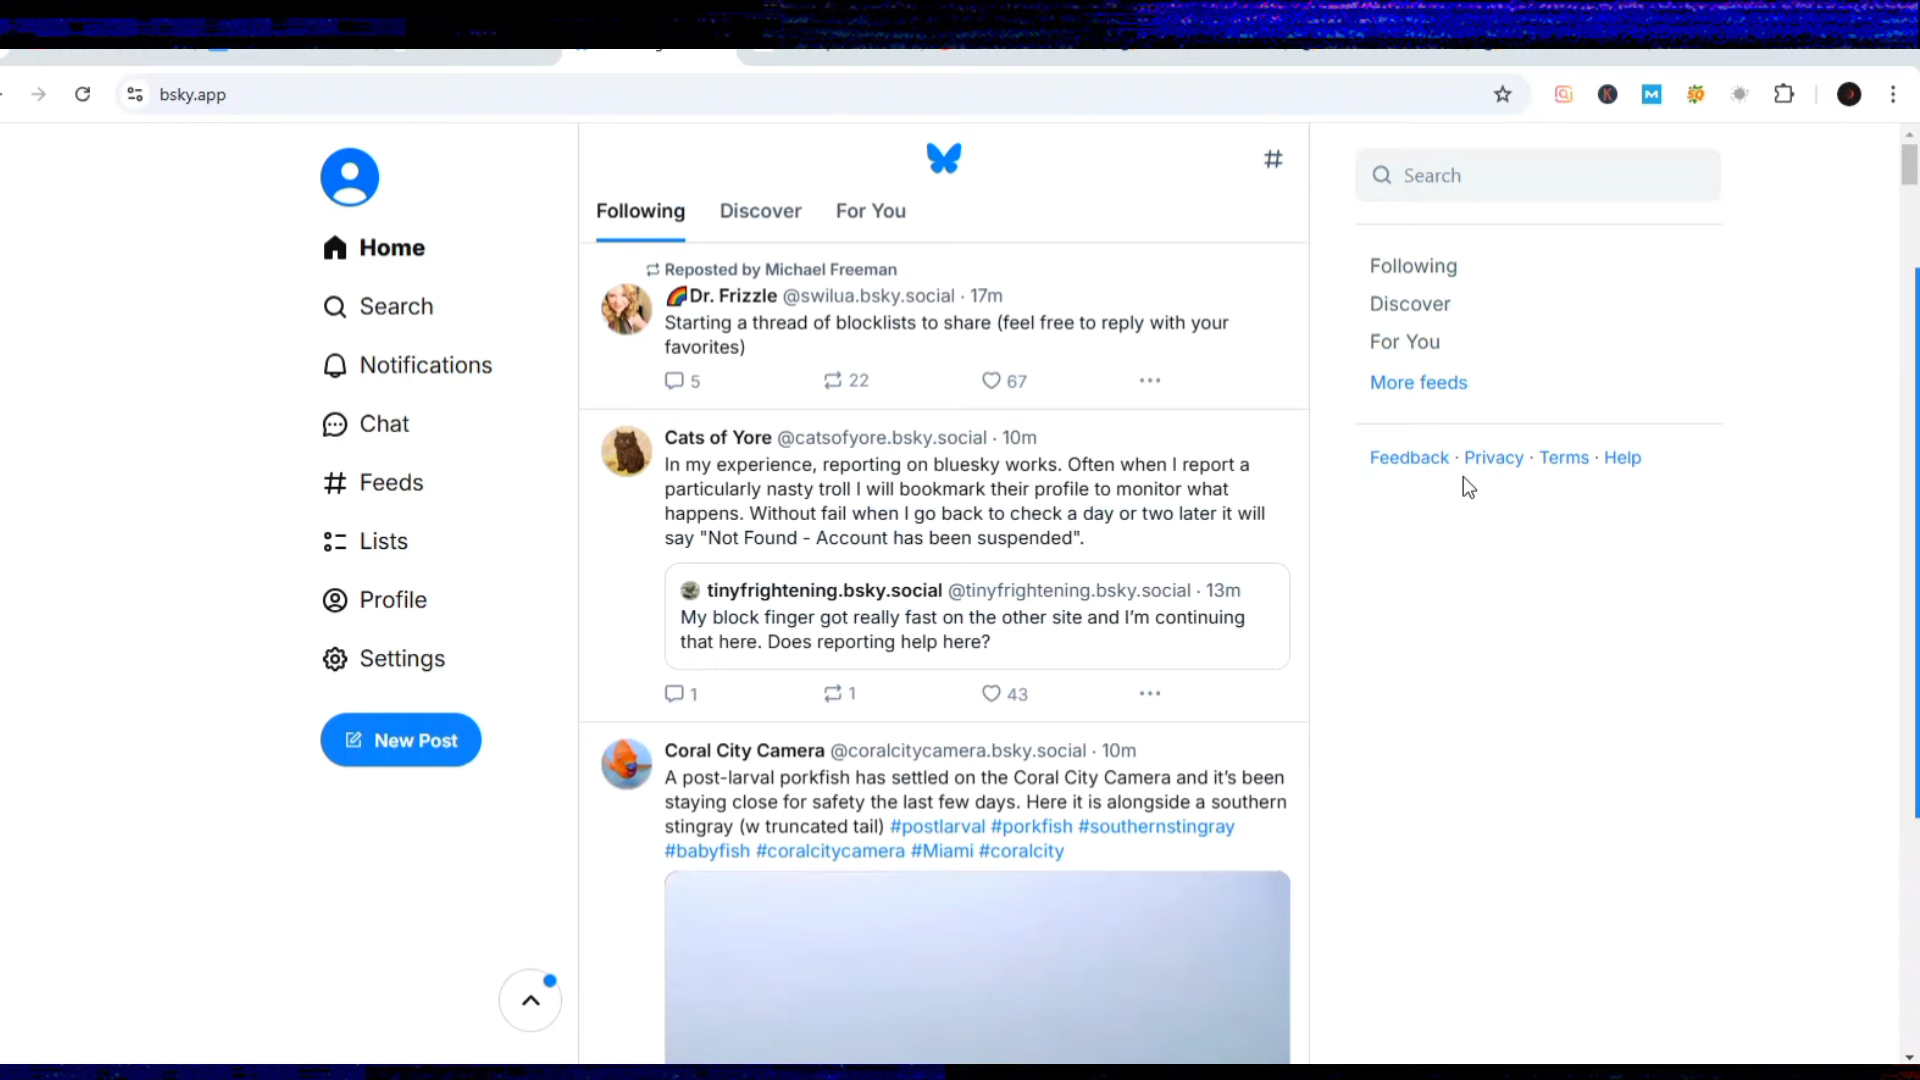 bsky.app
Home
Search
Notifications
Chat
Feeds
Lists
Profile
Settings
New Post
Following Discover For You
Reposted by Michael Freeman
🌈Dr. Frizzle @swilua.bsky.social · 17m
Starting a thread of blocklists to share (feel free to reply with your
favorites)
5 22 67
Cats of Yore @catsofyore.bsky.social · 10m
In my experience, reporting on bluesky works. Often when I report a
particularly nasty troll I will bookmark their profile to monitor what
happens. Without fail when I go back to check a day or two later it will
say "Not Found - Account has been suspended".
tinyfrightening.bsky.social @tinyfrightening.bsky.social · 13m
My block finger got really fast on the other site and I’m continuing
that here. Does reporting help here?
1 1 43
Coral City Camera @coralcitycamera.bsky.social · 10m
A post-larval porkfish has settled on the Coral City Camera and it’s been
staying close for safety the last few days. Here it is alongside a southern
stingray (w truncated tail) #postlarval #porkfish #southernstingray
#babyfish #coralcitycamera #Miami #coralcity
Search
Following
Discover
For You
More feeds
Feedback · Privacy · Terms · Help